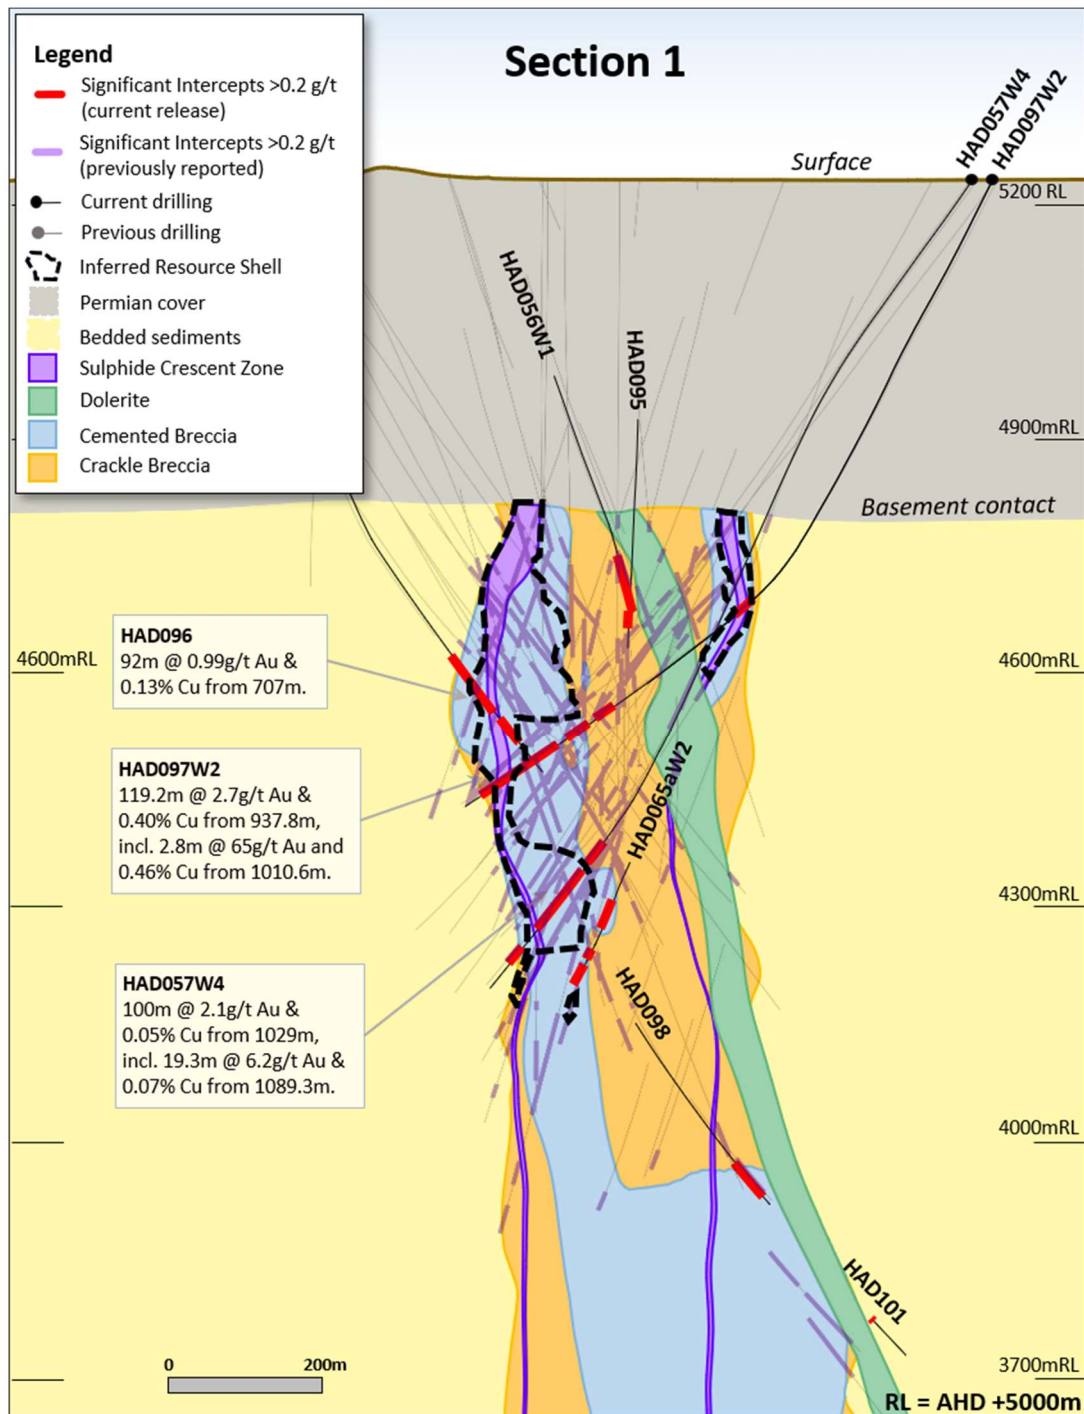 Section 1
Legend
Significant Intercepts >0.2 g/t
(current release)
Significant Intercepts >0.2 g/t
(previously reported)
Current drilling
Previous drilling
Inferred Resource Shell
Permian cover
Bedded sediments
Sulphide Crescent Zone
Dolerite
Cemented Breccia
Crackle Breccia
HAD057W4
HAD097W2
Surface
5200 RL
HAD056W1
HAD095
4900mRL
Basement contact
HAD096
92m @ 0.99g/t Au &
0.13% Cu from 707m.
4600mRL
4600mRL
HAD097W2
119.2m @ 2.7g/t Au &
0.40% Cu from 937.8m,
incl. 2.8m @ 65g/t Au and
0.46% Cu from 1010.6m.
HAD065aW2
4300mRL
HAD057W4
100m @ 2.1g/t Au &
0.05% Cu from 1029m,
incl. 19.3m @ 6.2g/t Au &
0.07% Cu from 1089.3m.
HAD098
4000mRL
HAD101
0 200m
3700mRL
RL = AHD +5000m